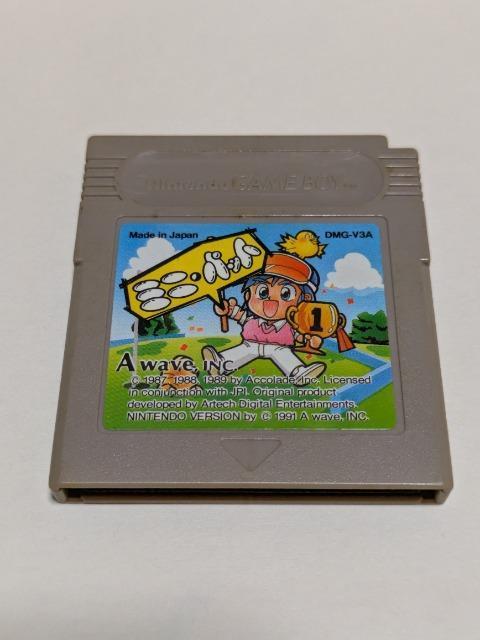 Nintendo GAME BOY TM
Made in Japan
DMG-V3A
ミニ・パット
1
A wave, INC.
© 1987, 1988, 1989 by Accolade, Inc. Licensed
in conjunction with JPI. Original product
developed by Artech Digital Entertainments.
NINTENDO VERSION by © 1991 A wave, INC.